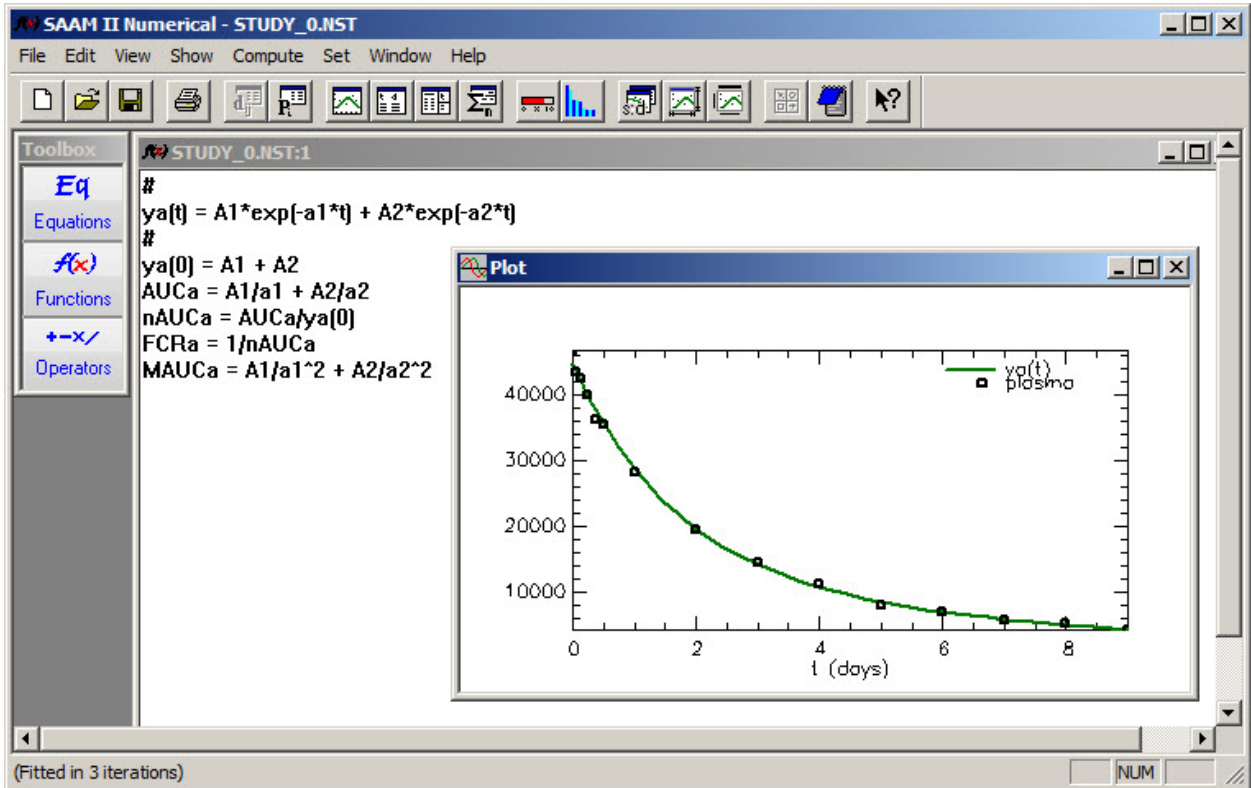 SAAM II Numerical - STUDY_0.NST
File Edit View Show Compute Set Window Help
Toolbox
Eq
Equations
f(x)
Functions
+-×/
Operators
f(x) STUDY_0.NST:1
#
ya(t) = A1*exp(-a1*t) + A2*exp(-a2*t)
#
ya(0) = A1 + A2
AUCa = A1/a1 + A2/a2
nAUCa = AUCa/ya(0)
FCRa = 1/nAUCa
MAUCa = A1/a1^2 + A2/a2^2
Plot
ya(t)
plasma
40000
30000
20000
10000
0 2 4 6 8
t (days)
(Fitted in 3 iterations)
NUM